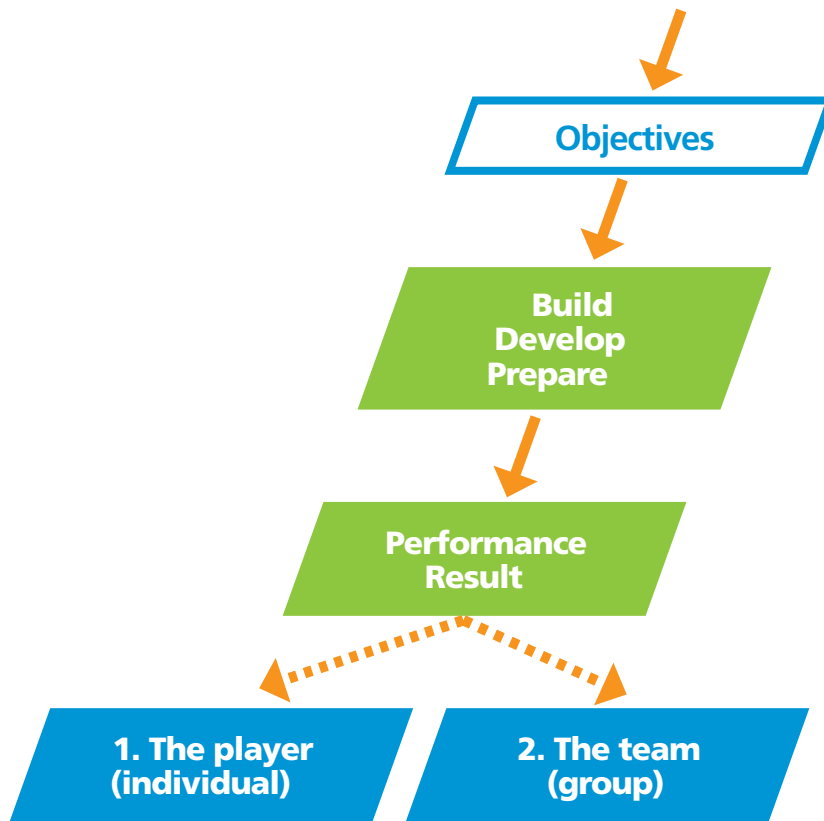 Objectives
Build
Develop
Prepare
Performance
Result
1. The player
(individual)
2. The team
(group)